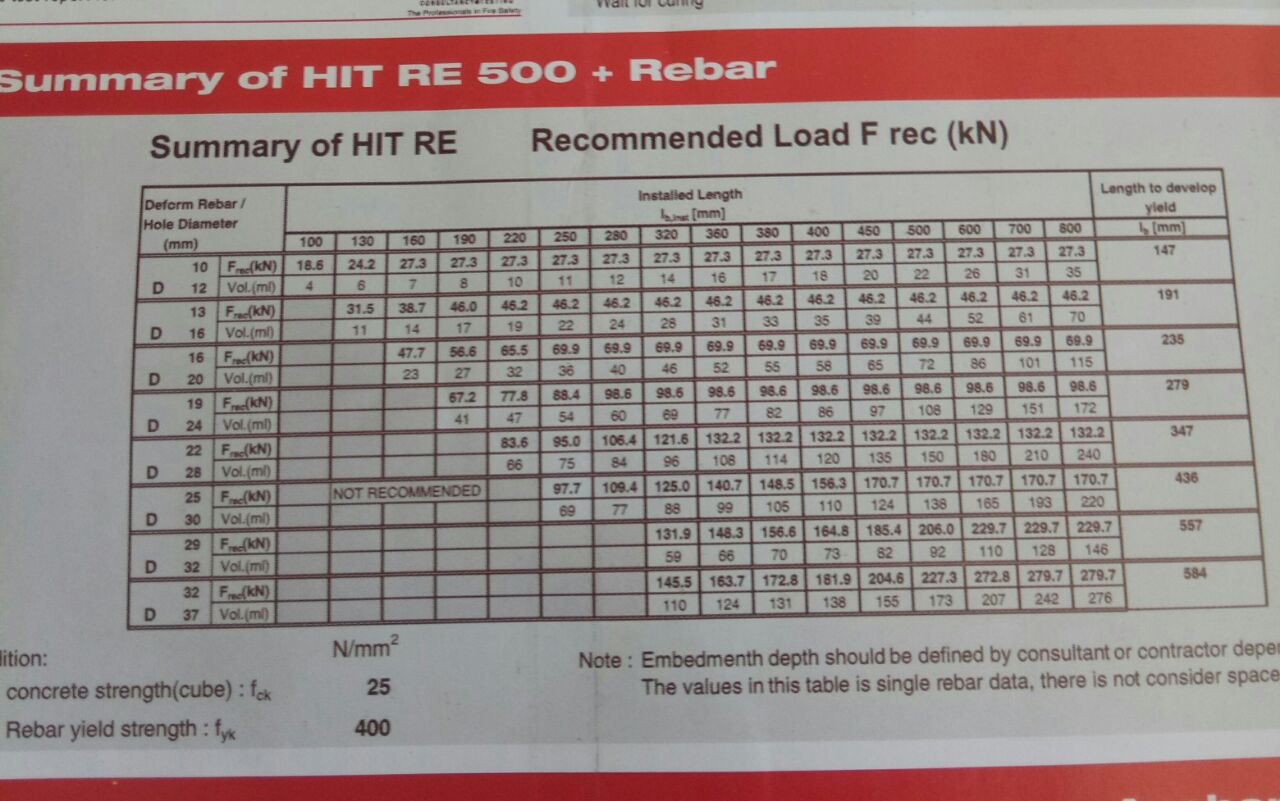 CONSULTANCY & TESTING
The Professionals in Fire Safety
Wait for curing
Summary of HIT RE 500 + Rebar
Summary of HIT RE Recommended Load F rec (kN)
Deform Rebar / Hole Diameter (mm) Installed Length lb,inst [mm] Length to develop yield lb [mm]
100 130 160 190 220 250 280 320 360 380 400 450 500 600 700 800
10 Frec(kN) 18.6 24.2 27.3 27.3 27.3 27.3 27.3 27.3 27.3 27.3 27.3 27.3 27.3 27.3 27.3 27.3 147
D 12 Vol.(ml) 4 6 7 8 10 11 12 14 16 17 18 20 22 26 31 35
13 Frec(kN) 31.5 38.7 46.0 46.2 46.2 46.2 46.2 46.2 46.2 46.2 46.2 46.2 46.2 46.2 46.2 191
D 16 Vol.(ml) 11 14 17 19 22 24 28 31 33 35 39 44 52 61 70
16 Frec(kN) 47.7 56.6 65.5 69.9 69.9 69.9 69.9 69.9 69.9 69.9 69.9 69.9 69.9 69.9 235
D 20 Vol.(ml) 23 27 32 36 40 46 52 55 58 65 72 86 101 115
19 Frec(kN) 67.2 77.8 88.4 98.6 98.6 98.6 98.6 98.6 98.6 98.6 98.6 98.6 98.6 279
D 24 Vol.(ml) 41 47 54 60 69 77 82 86 97 108 129 151 172
22 Frec(kN) 83.6 95.0 106.4 121.6 132.2 132.2 132.2 132.2 132.2 132.2 132.2 132.2 347
D 28 Vol.(ml) 66 75 84 96 108 114 120 135 150 180 210 240
25 Frec(kN) NOT RECOMMENDED 97.7 109.4 125.0 140.7 148.5 156.3 170.7 170.7 170.7 170.7 170.7 436
D 30 Vol.(ml) 69 77 88 99 105 110 124 138 165 193 220
29 Frec(kN) 131.9 148.3 156.6 164.8 185.4 206.0 229.7 229.7 229.7 557
D 32 Vol.(ml) 59 66 70 73 82 92 110 128 146
32 Frec(kN) 145.5 163.7 172.8 181.9 204.6 227.3 272.8 279.7 279.7 584
D 37 Vol.(ml) 110 124 131 138 155 173 207 242 276
dition: N/mm²
concrete strength(cube) : fck 25
Rebar yield strength : fyk 400
Note : Embedmenth depth should be defined by consultant or contractor depe
The values in this table is single rebar data, there is not consider space